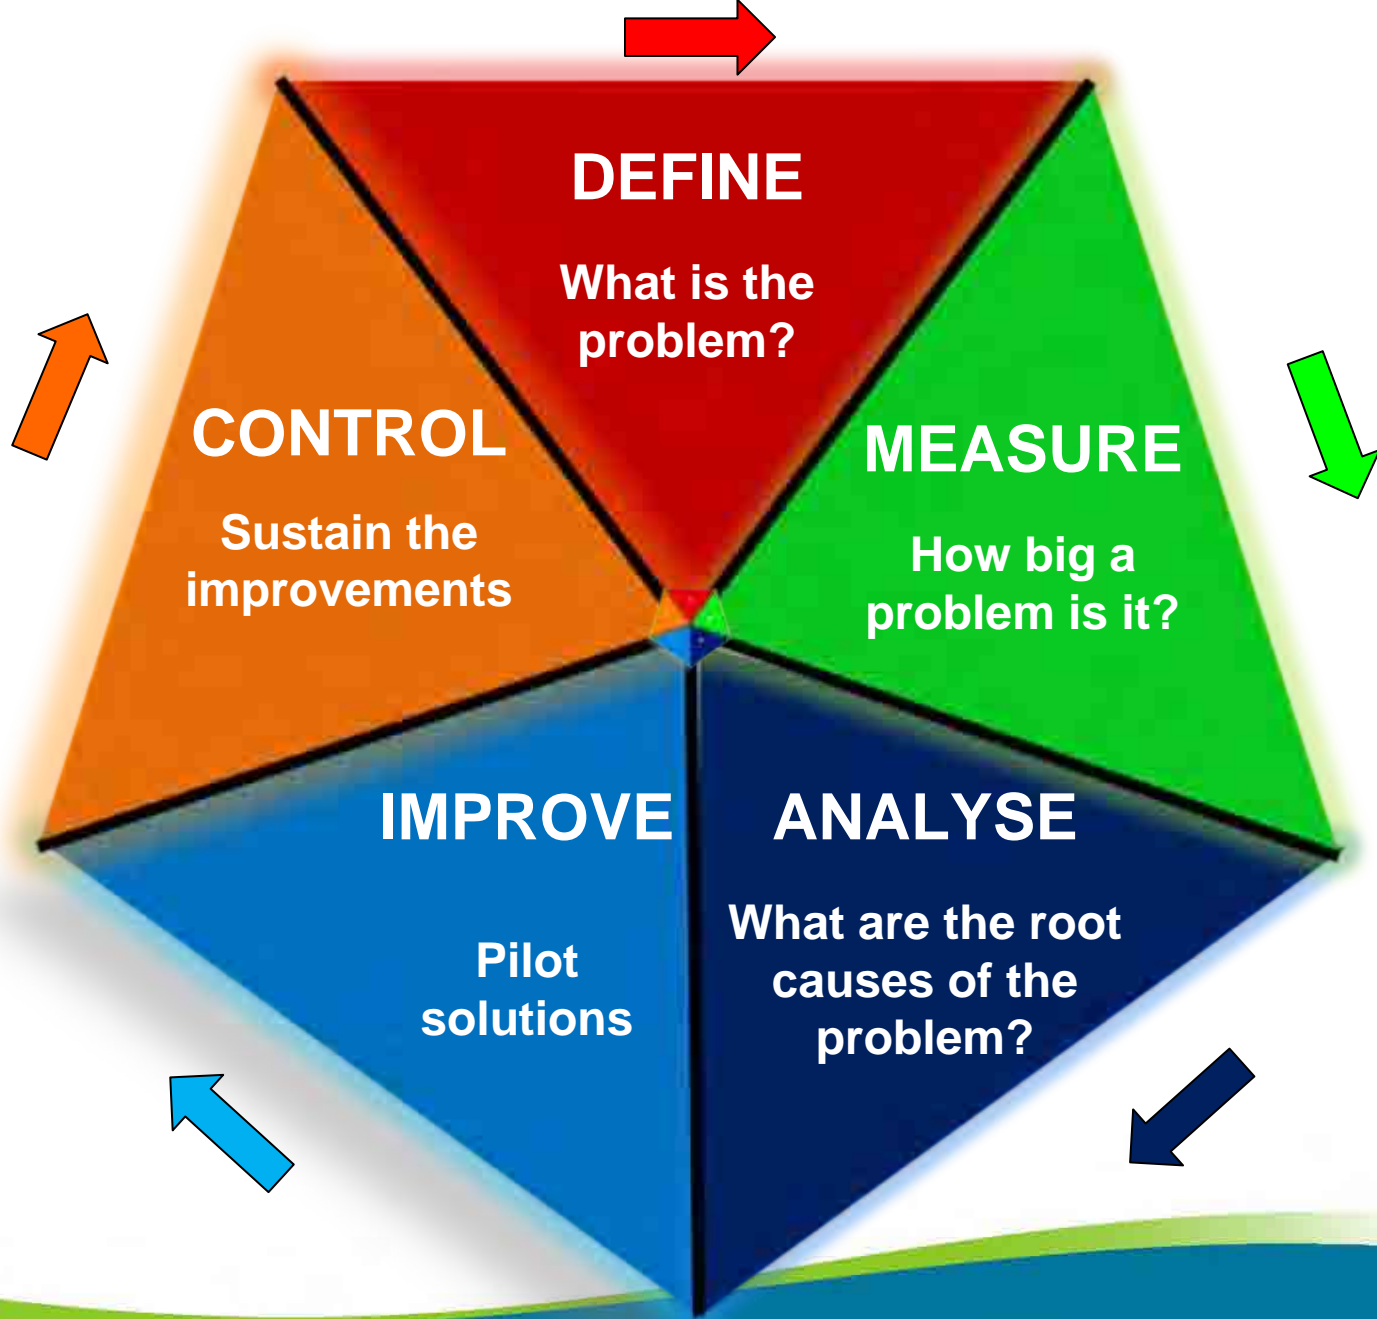 DEFINE
What is the
problem?
MEASURE
How big a
problem is it?
ANALYSE
What are the root
causes of the
problem?
IMPROVE
Pilot
solutions
CONTROL
Sustain the
improvements